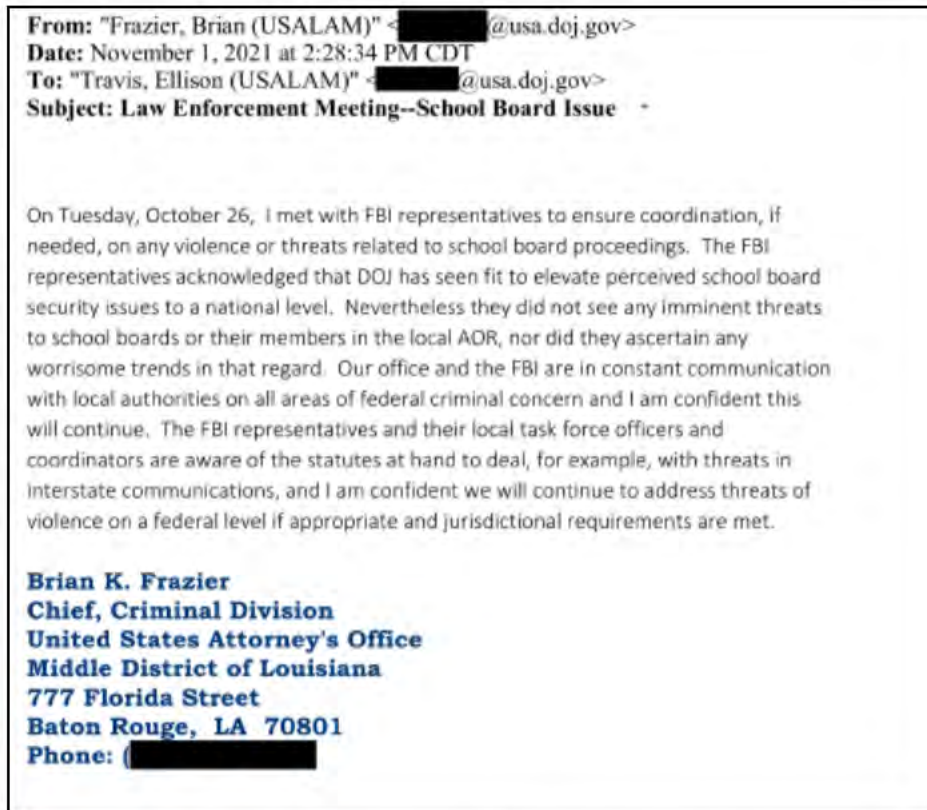 From: "Frazier, Brian (USALAM)" < @usa.doj.gov>
Date: November 1, 2021 at 2:28:34 PM CDT
To: "Travis, Ellison (USALAM)" < @usa.doj.gov>
Subject: Law Enforcement Meeting--School Board Issue
On Tuesday, October 26, I met with FBI representatives to ensure coordination, if
needed, on any violence or threats related to school board proceedings. The FBI
representatives acknowledged that DOJ has seen fit to elevate perceived school board
security issues to a national level. Nevertheless they did not see any imminent threats
to school boards or their members in the local AOR, nor did they ascertain any
worrisome trends in that regard. Our office and the FBI are in constant communication
with local authorities on all areas of federal criminal concern and I am confident this
will continue. The FBI representatives and their local task force officers and
coordinators are aware of the statutes at hand to deal, for example, with threats in
interstate communications, and I am confident we will continue to address threats of
violence on a federal level if appropriate and jurisdictional requirements are met.
Brian K. Frazier
Chief, Criminal Division
United States Attorney's Office
Middle District of Louisiana
777 Florida Street
Baton Rouge, LA 70801
Phone: (